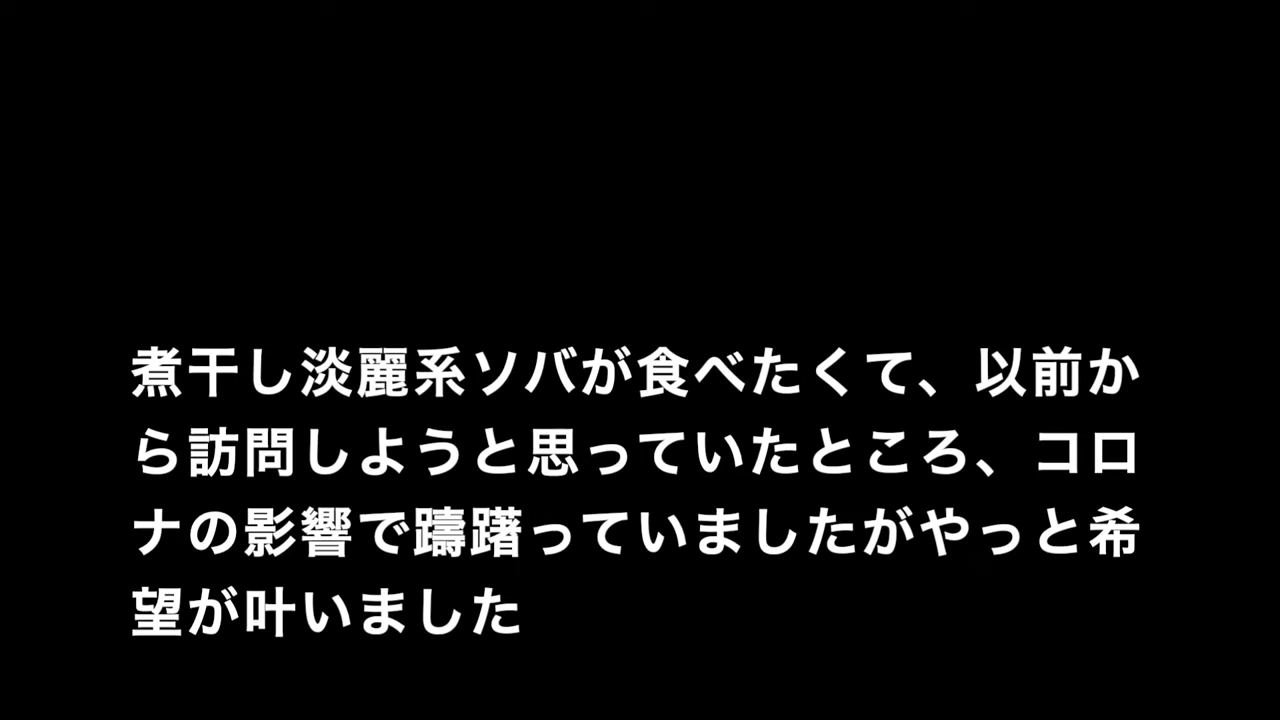 煮干し淡麗系ソバが食べたくて、以前か
ら訪問しようと思っていたところ、コロ
ナの影響で躊躇っていましたがやっと希
望が叶いました